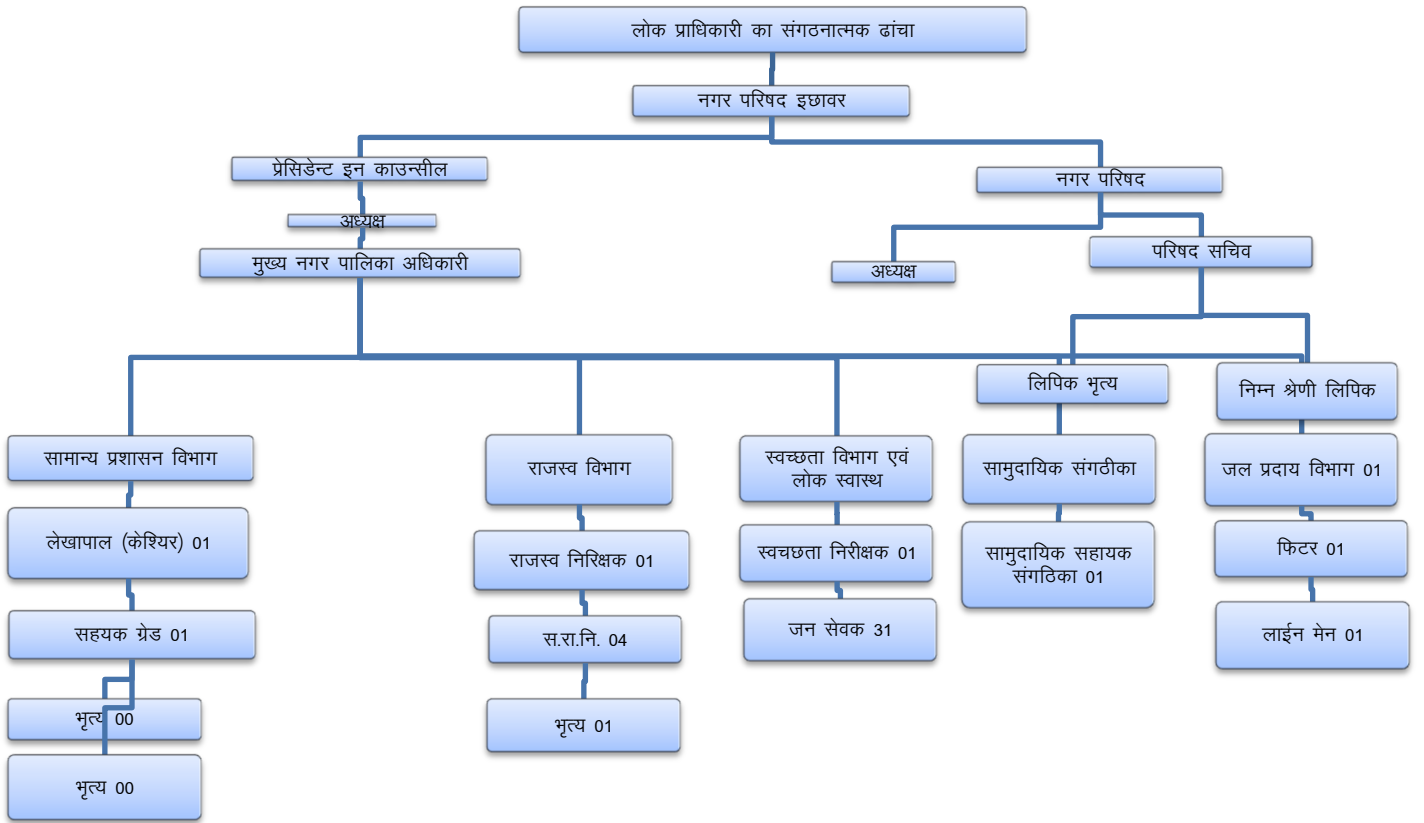 लोक प्राधिकारी का संगठनात्मक ढांचा
नगर परिषद इछावर
प्रेसिडेन्ट इन काउन्सील
नगर परिषद
अध्यक्ष
मुख्य नगर पालिका अधिकारी
अध्यक्ष
परिषद सचिव
लिपिक भृत्य
निम्न श्रेणी लिपिक
सामान्य प्रशासन विभाग
राजस्व विभाग
स्वच्छता विभाग एवं
लोक स्वास्थ
सामुदायिक संगठीका
जल प्रदाय विभाग 01
लेखापाल (केश्यिर) 01
राजस्व निरिक्षक 01
स्वचछता निरीक्षक 01
सामुदायिक सहायक
संगठिका 01
फिटर 01
सहयक ग्रेड 01
स.रा.नि. 04
जन सेवक 31
लाईन मेन 01
भृत्य 00
भृत्य 01
भृत्य 00